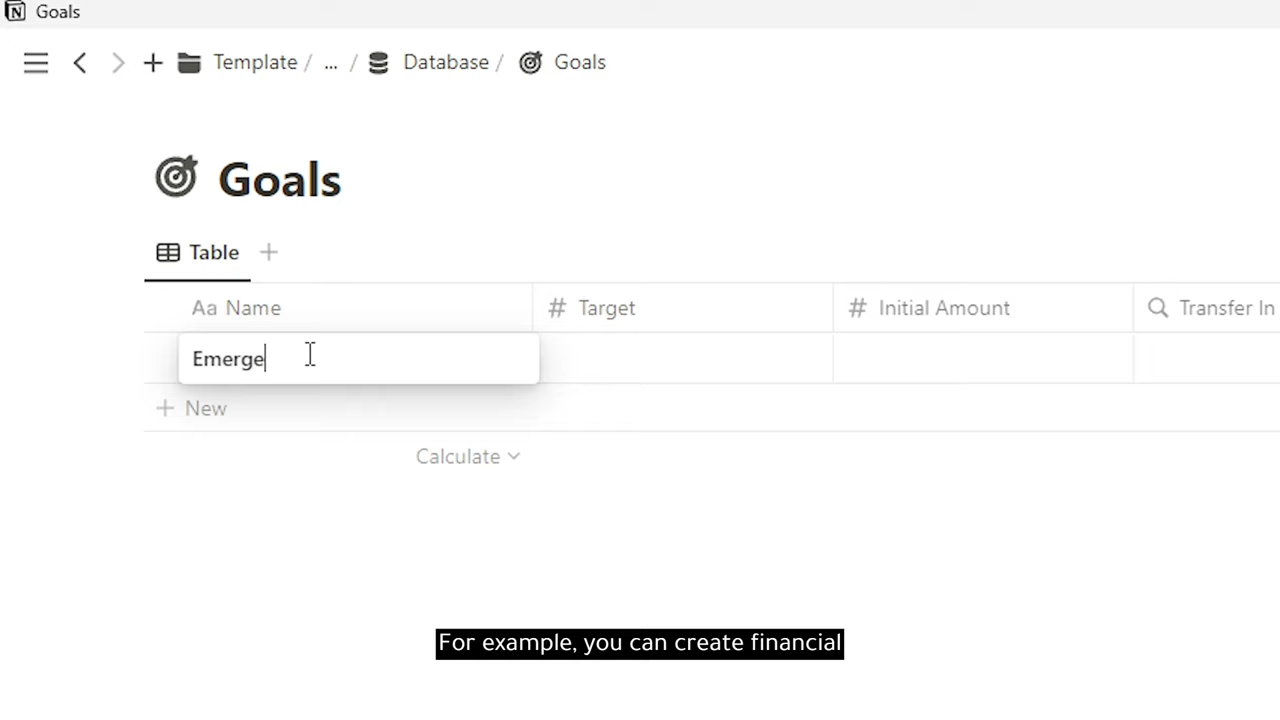 Goals
Template / ... / Database / Goals
Goals
Table
Aa Name # Target # Initial Amount Transfer In
Emerge
+ New
Calculate
For example, you can create financial